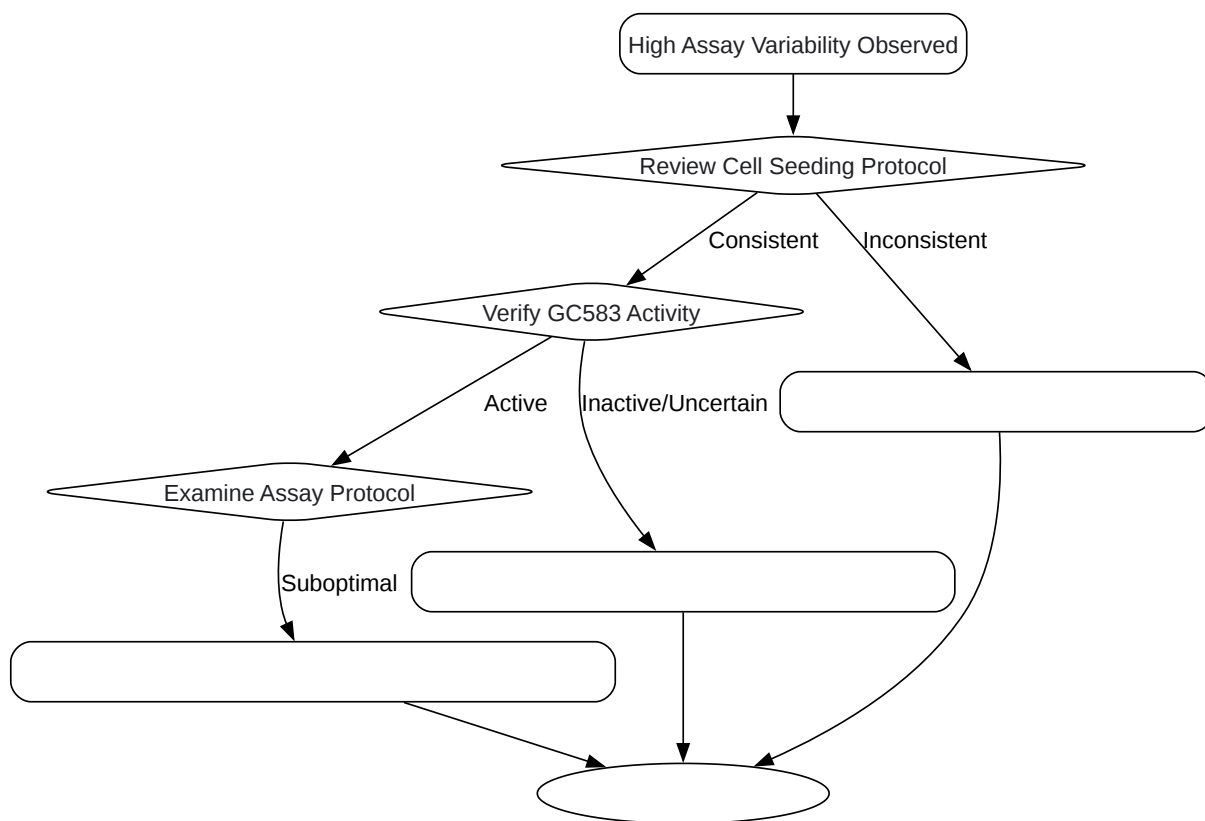 High Assay Variability Observed
Review Cell Seeding Protocol
Consistent
Inconsistent
Verify GC583 Activity
Active
Inactive/Uncertain
Examine Assay Protocol
Suboptimal